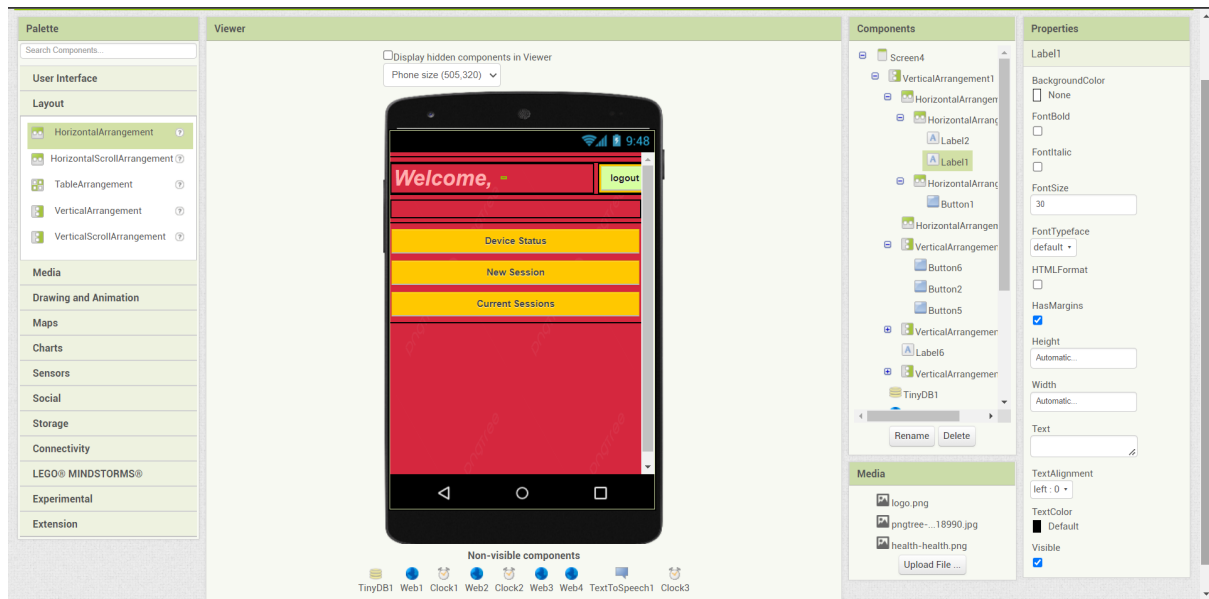 Palette
Search Components...
User Interface
Layout
HorizontalArrangement
HorizontalScrollArrangement
TableArrangement
VerticalArrangement
VerticalScrollArrangement
Media
Drawing and Animation
Maps
Charts
Sensors
Social
Storage
Connectivity
LEGO® MINDSTORMS®
Experimental
Extension
Viewer
Display hidden components in Viewer
Phone size (505,320)
9:48
Welcome, -
logout
Device Status
New Session
Current Sessions
pngtree
Non-visible components
TinyDB1 Web1 Clock1 Web2 Clock2 Web3 Web4 TextToSpeech1 Clock3
Components
Screen4
VerticalArrangement1
HorizontalArrangem
HorizontalArrang
Label2
Label1
HorizontalArrang
Button1
HorizontalArrangem
VerticalArrangemer
Button6
Button2
Button5
VerticalArrangemer
Label6
VerticalArrangemer
TinyDB1
Rename Delete
Media
logo.png
pngtree-...18990.jpg
health-health.png
Upload File ...
Properties
Label1
BackgroundColor
None
FontBold
FontItalic
FontSize
30
FontTypeface
default
HTMLFormat
HasMargins
Height
Automatic...
Width
Automatic...
Text
TextAlignment
left : 0
TextColor
Default
Visible